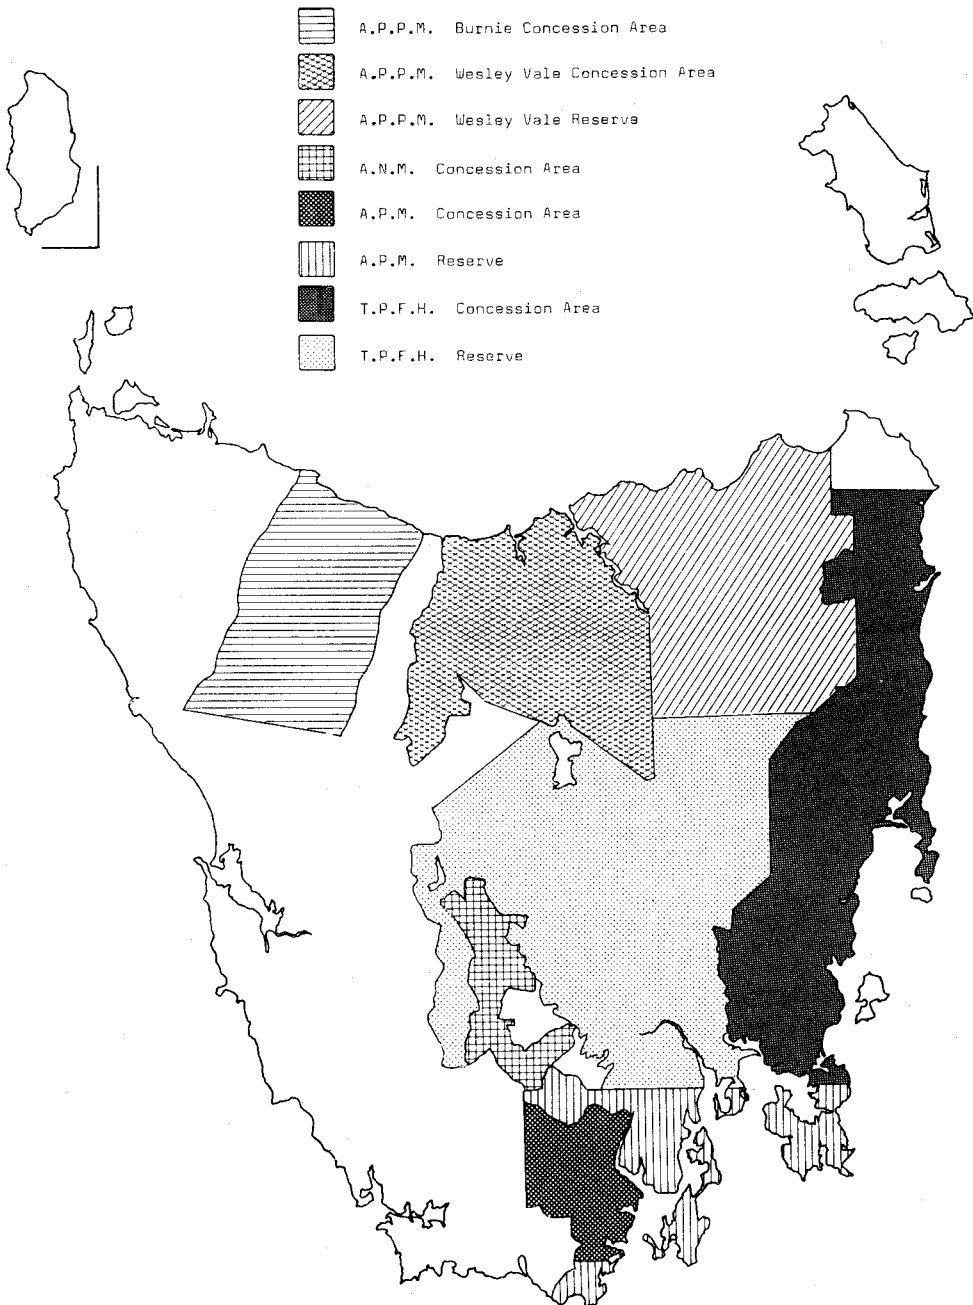 A.P.P.M. Burnie Concession Area
A.P.P.M. Wesley Vale Concession Area
A.P.P.M. Wesley Vale Reserve
A.N.M. Concession Area
A.P.M. Concession Area
A.P.M. Reserve
T.P.F.H. Concession Area
T.P.F.H. Reserve